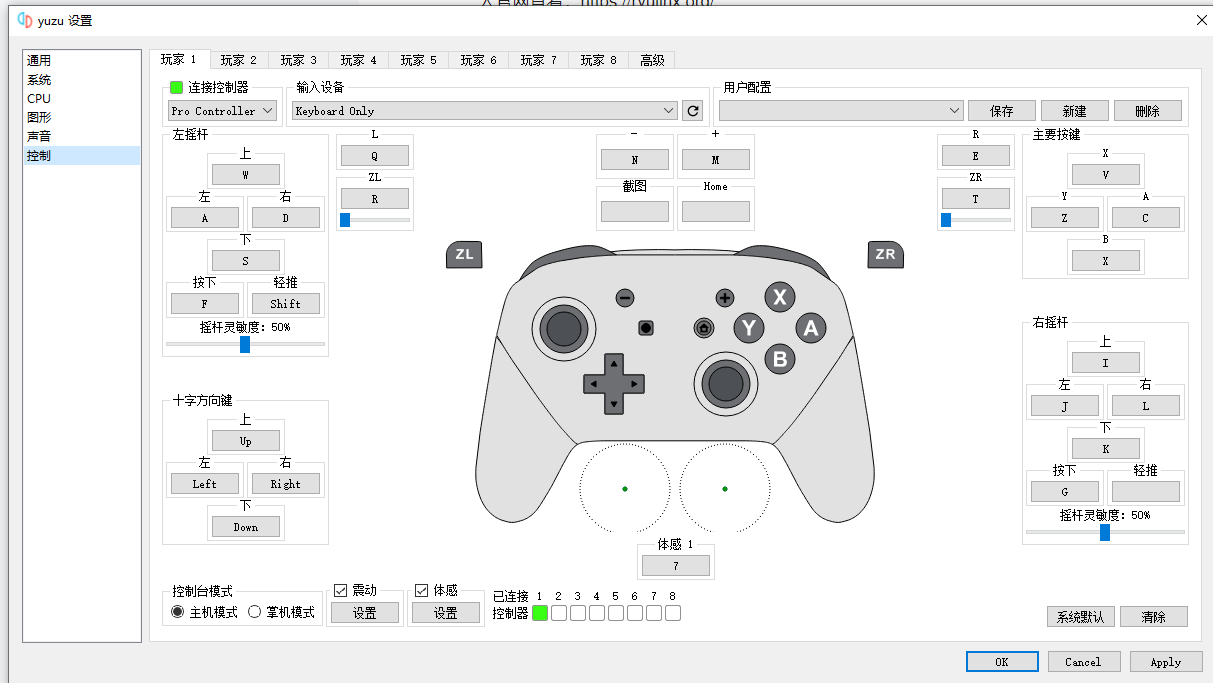 yuzu 设置
通用
系统
CPU
图形
声音
控制
玩家 1
玩家 2
玩家 3
玩家 4
玩家 5
玩家 6
玩家 7
玩家 8
高级
连接控制器
Pro Controller
输入设备
Keyboard Only
用户配置
保存
新建
删除
左摇杆
上
W
左
A
右
D
下
S
按下
F
轻推
Shift
摇杆灵敏度: 50%
L
Q
ZL
R
−
N
+
M
截图
Home
R
E
ZR
T
主要按键
X
V
Y
Z
A
C
B
X
ZL
ZR
X
Y
A
B
十字方向键
上
Up
左
Left
右
Right
下
Down
右摇杆
上
I
左
J
右
L
下
K
按下
G
轻推
摇杆灵敏度: 50%
体感 1
7
控制台模式
主机模式
掌机模式
震动
设置
体感
设置
已连接 1 2 3 4 5 6 7 8
控制器
系统默认
清除
OK
Cancel
Apply